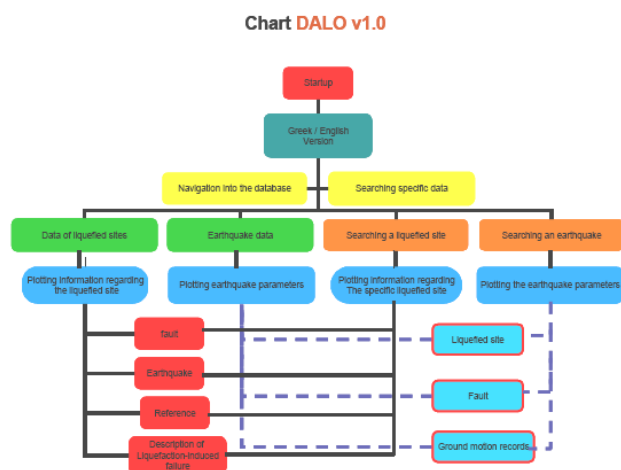 Chart DALO v1.0
Startup
Greek / English
Version
Navigation into the database
Searching specific data
Data of liquefied sites
Earthquake data
Searching a liquefied site
Searching an earthquake
Plotting information regarding
the liquefied site
Plotting earthquake parameters
Plotting information regarding
The specific liquefied site
Plotting the earthquake parameters
fault
Liquefied site
Earthquake
Fault
Reference
Description of
Liquefaction-induced
failure
Ground motion records